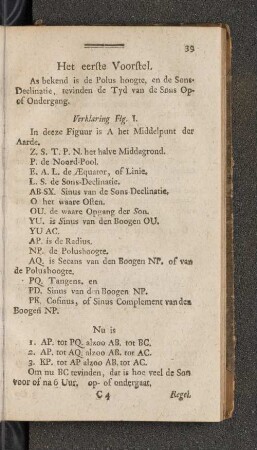 39
Het eerste Voorstel.
As bekend is de Polus hoogte, en de Sons-
Declinatie, tevinden de Tyd van de Sons Op-
of Ondergang.
Verklaring Fig. I.
In deeze Figuur is A het Middelpunt der
Aarde.
Z. S. T. P. N. het halve Middagrond.
P. de Noord-Pool.
E. A. L. de Æquator, of Linie.
L. S. de Sons-Declinatie.
AB-SX. Sinus van de Sons Declinatie.
O het waare Osten.
OU. de waare Opgang der Son.
YU. is Sinus van den Boogen OU.
YU AC.
AP. is de Radius.
NP. de Polushoogte.
AQ. is Secans van den Boogen NP. of van
de Polushoogte.
PQ. Tangens. en
PD. Sinus van den Boogen NP.
PR. Cosinus, of Sinus Complement van den
Boogen NP.
Nu is
1. AP. tot PQ. alzoo AB. tot BC.
2. AP. tot AQ. alzoo AB. tot AC.
3. KP. tot AP alzoo AB. tot AC.
Om nu BC tevinden, dat is hoe veel de Son
voor of na 6 Uur, op- of ondergaat.
C 4 Regel.